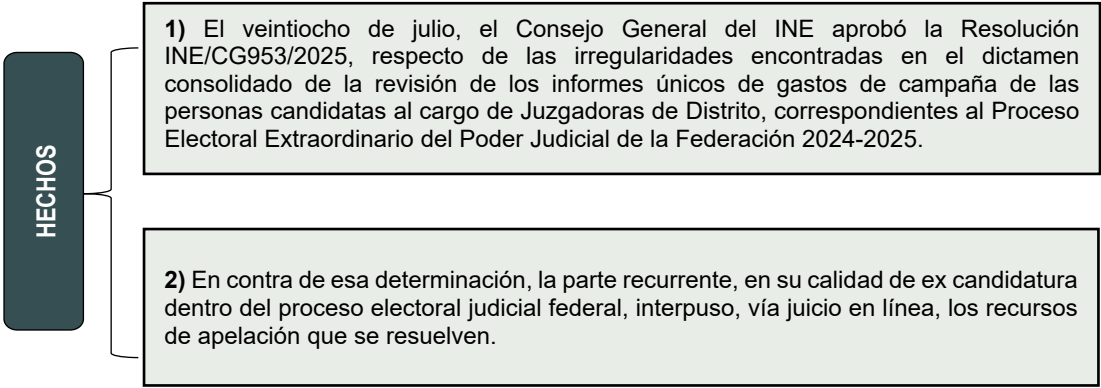 HECHOS
1) El veintiocho de julio, el Consejo General del INE aprobó la Resolución
INE/CG953/2025, respecto de las irregularidades encontradas en el dictamen
consolidado de la revisión de los informes únicos de gastos de campaña de las
personas candidatas al cargo de Juzgadoras de Distrito, correspondientes al Proceso
Electoral Extraordinario del Poder Judicial de la Federación 2024-2025.
2) En contra de esa determinación, la parte recurrente, en su calidad de ex candidatura
dentro del proceso electoral judicial federal, interpuso, vía juicio en línea, los recursos
de apelación que se resuelven.